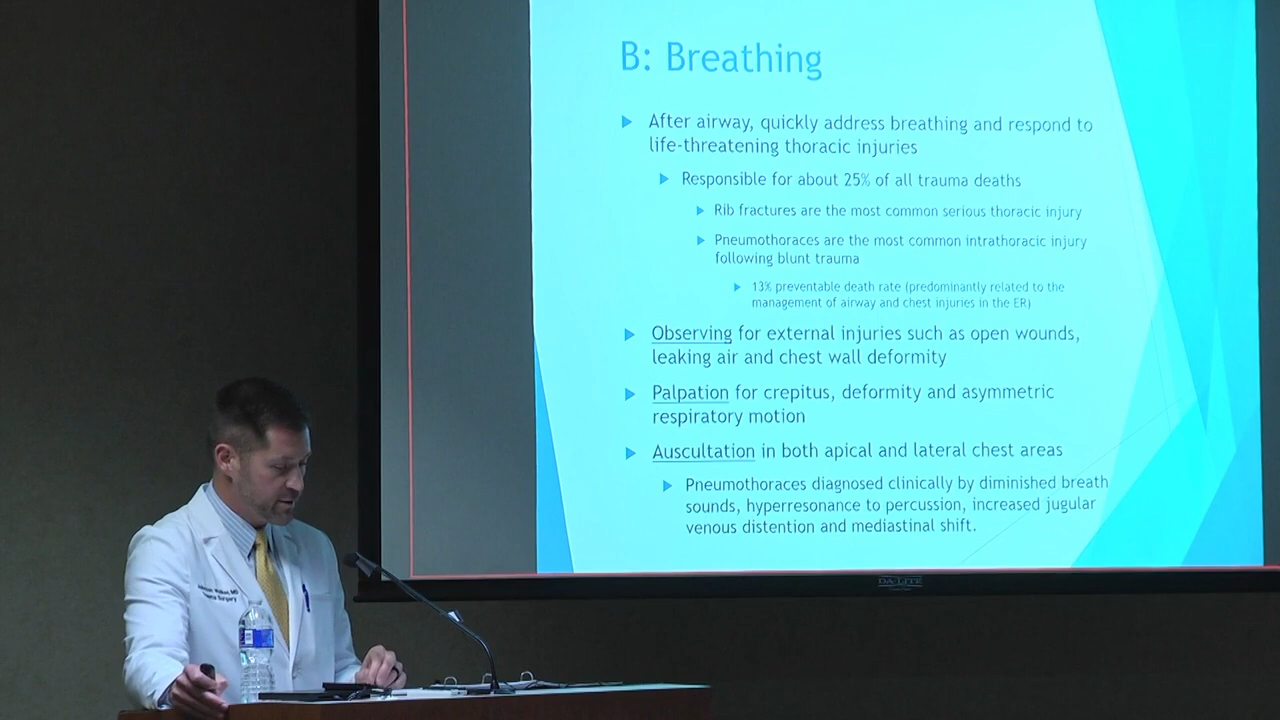 B: Breathing
After airway, quickly address breathing and respond to
life-threatening thoracic injuries
Responsible for about 25% of all trauma deaths
Rib fractures are the most common serious thoracic injury
Pneumothoraces are the most common intrathoracic injury
following blunt trauma
13% preventable death rate (predominantly related to the
management of airway and chest injuries in the ER)
Observing for external injuries such as open wounds,
leaking air and chest wall deformity
Palpation for crepitus, deformity and asymmetric
respiratory motion
Auscultation in both apical and lateral chest areas
Pneumothoraces diagnosed clinically by diminished breath
sounds, hyperresonance to percussion, increased jugular
venous distention and mediastinal shift.
DA-LITE
MD
Surgery